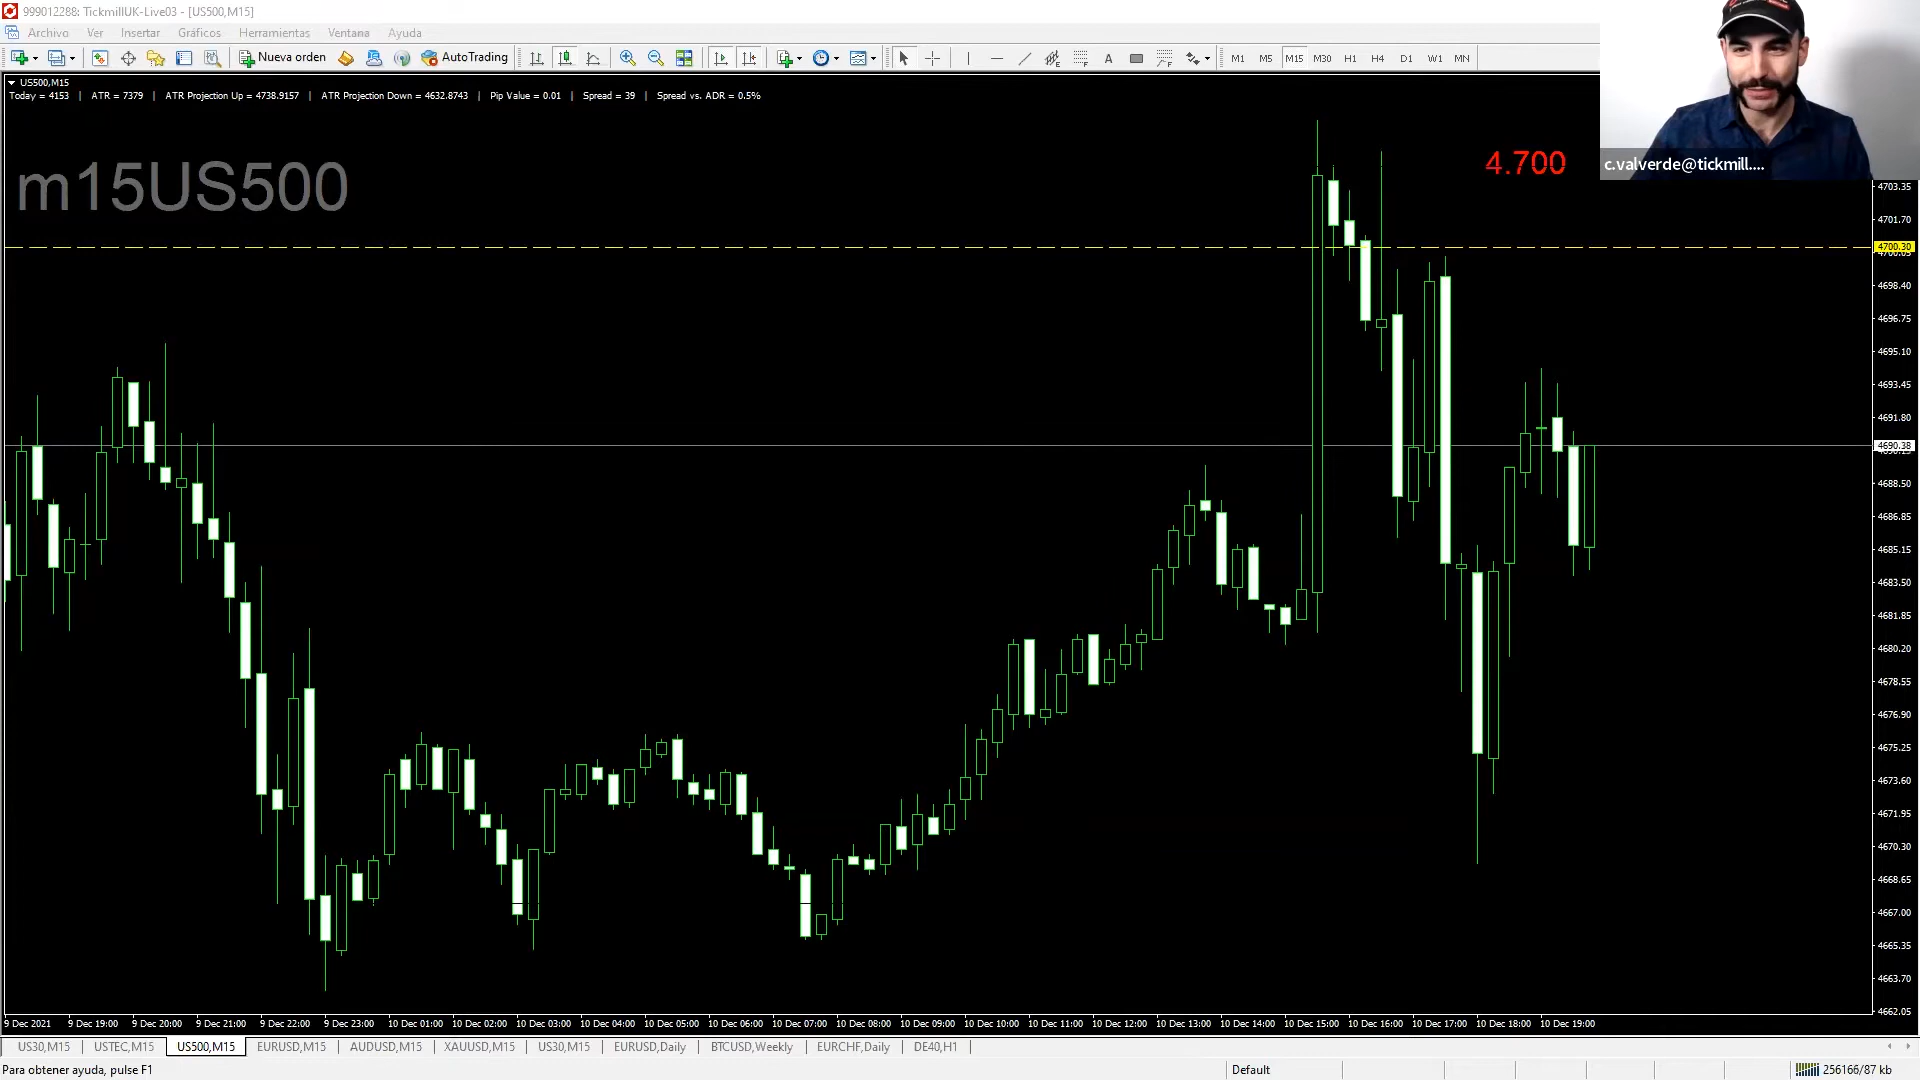 999012288: TickmillUK-Live03 - [US500,M15]
Archivo Ver Insertar Gráficos Herramientas Ventana Ayuda
Nueva orden AutoTrading A M1 M5 M15 M30 H1 H4 D1 W1 MN
US500,M15
Today = 4153 | ATR = 7379 | ATR Projection Up = 4738.9157 | ATR Projection Down = 4632.8743 | Pip Value = 0.01 | Spread = 39 | Spread vs. ADR = 0.5%
m15US500
4.700
c.valverde@tickmill....
4703.35
4701.70
4700.30
4700.05
4698.40
4696.75
4695.10
4693.45
4691.80
4690.38
4688.50
4686.85
4685.15
4683.50
4681.85
4680.20
4678.55
4676.90
4675.25
4673.60
4671.95
4670.30
4668.65
4667.00
4665.35
4663.70
4662.05
9 Dec 2021 9 Dec 19:00 9 Dec 20:00 9 Dec 21:00 9 Dec 22:00 9 Dec 23:00 10 Dec 01:00 10 Dec 02:00 10 Dec 03:00 10 Dec 04:00 10 Dec 05:00 10 Dec 06:00 10 Dec 07:00 10 Dec 08:00 10 Dec 09:00 10 Dec 10:00 10 Dec 11:00 10 Dec 12:00 10 Dec 13:00 10 Dec 14:00 10 Dec 15:00 10 Dec 16:00 10 Dec 17:00 10 Dec 18:00 10 Dec 19:00
US30,M15 USTEC,M15 US500,M15 EURUSD,M15 AUDUSD,M15 XAUUSD,M15 US30,M15 EURUSD,Daily BTCUSD,Weekly EURCHF,Daily DE40,H1
Para obtener ayuda, pulse F1 Default 256166/87 kb